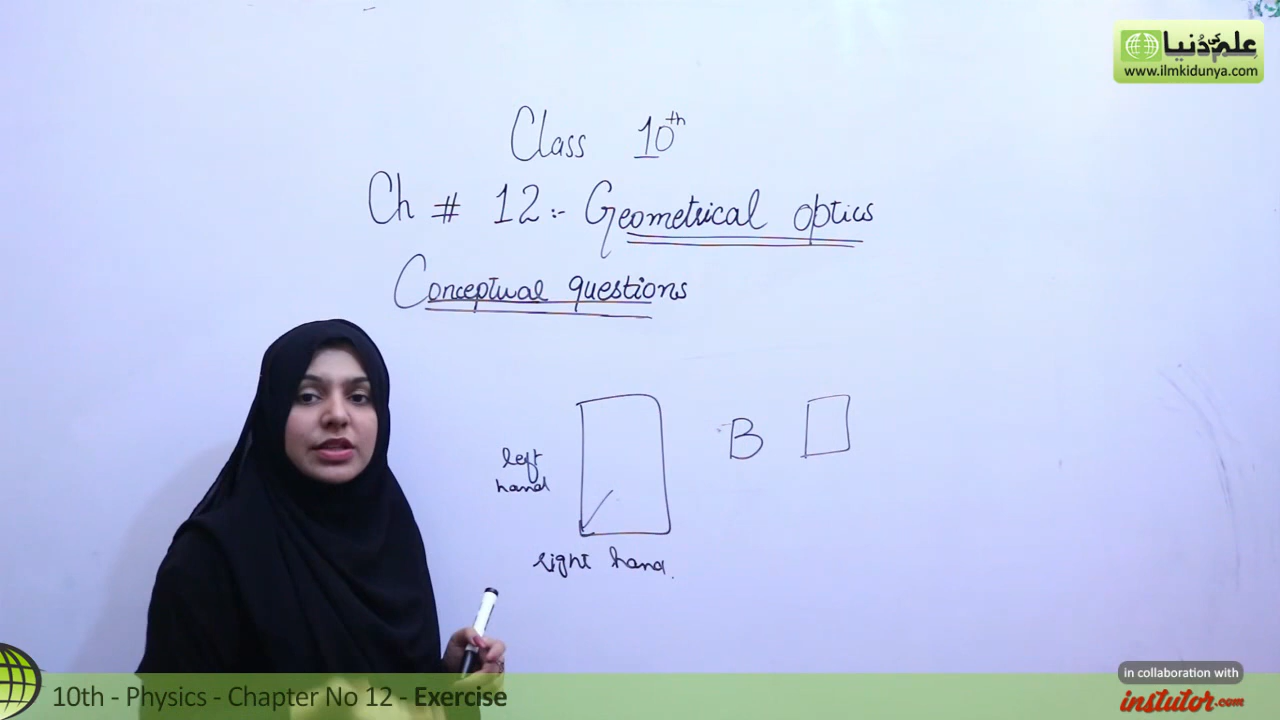 علم کی دُنیا
www.ilmkidunya.com
Class 10th
Ch # 12:- Geometrical optics
Conceptual questions
left
hand
B
right hand.
in collaboration with
instutor.com
10th - Physics - Chapter No 12 - Exercise